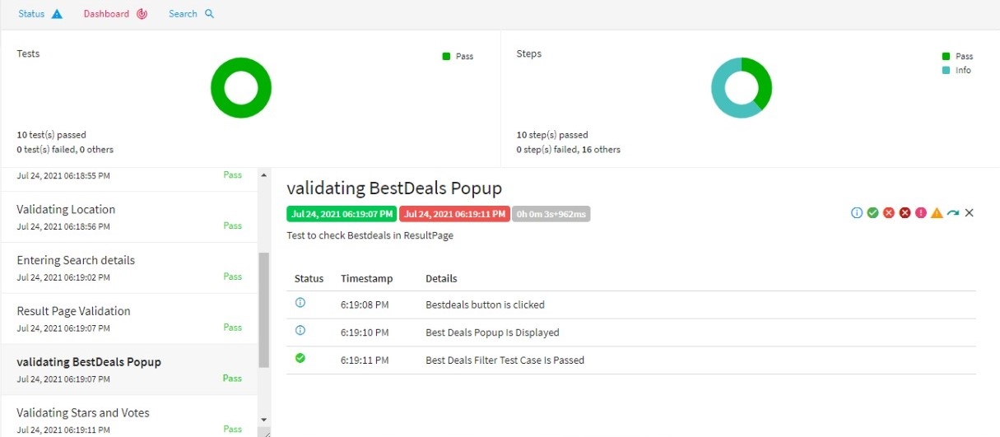 Status Dashboard Search
Tests
Pass
10 test(s) passed
0 test(s) failed, 0 others
Steps
Pass
Info
10 step(s) passed
0 step(s) failed, 16 others
Jul 24, 2021 06:18:55 PM Pass
Validating Location
Jul 24, 2021 06:18:56 PM Pass
Entering Search details
Jul 24, 2021 06:19:02 PM Pass
Result Page Validation
Jul 24, 2021 06:19:07 PM Pass
validating BestDeals Popup
Jul 24, 2021 06:19:07 PM Pass
Validating Stars and Votes
Jul 24, 2021 06:19:11 PM Pass
validating BestDeals Popup
Jul 24, 2021 06:19:07 PM Jul 24, 2021 06:19:11 PM 0h 0m 3s+962ms
Test to check Bestdeals in ResultPage
Status Timestamp Details
6:19:08 PM Bestdeals button is clicked
6:19:10 PM Best Deals Popup Is Displayed
6:19:11 PM Best Deals Filter Test Case Is Passed